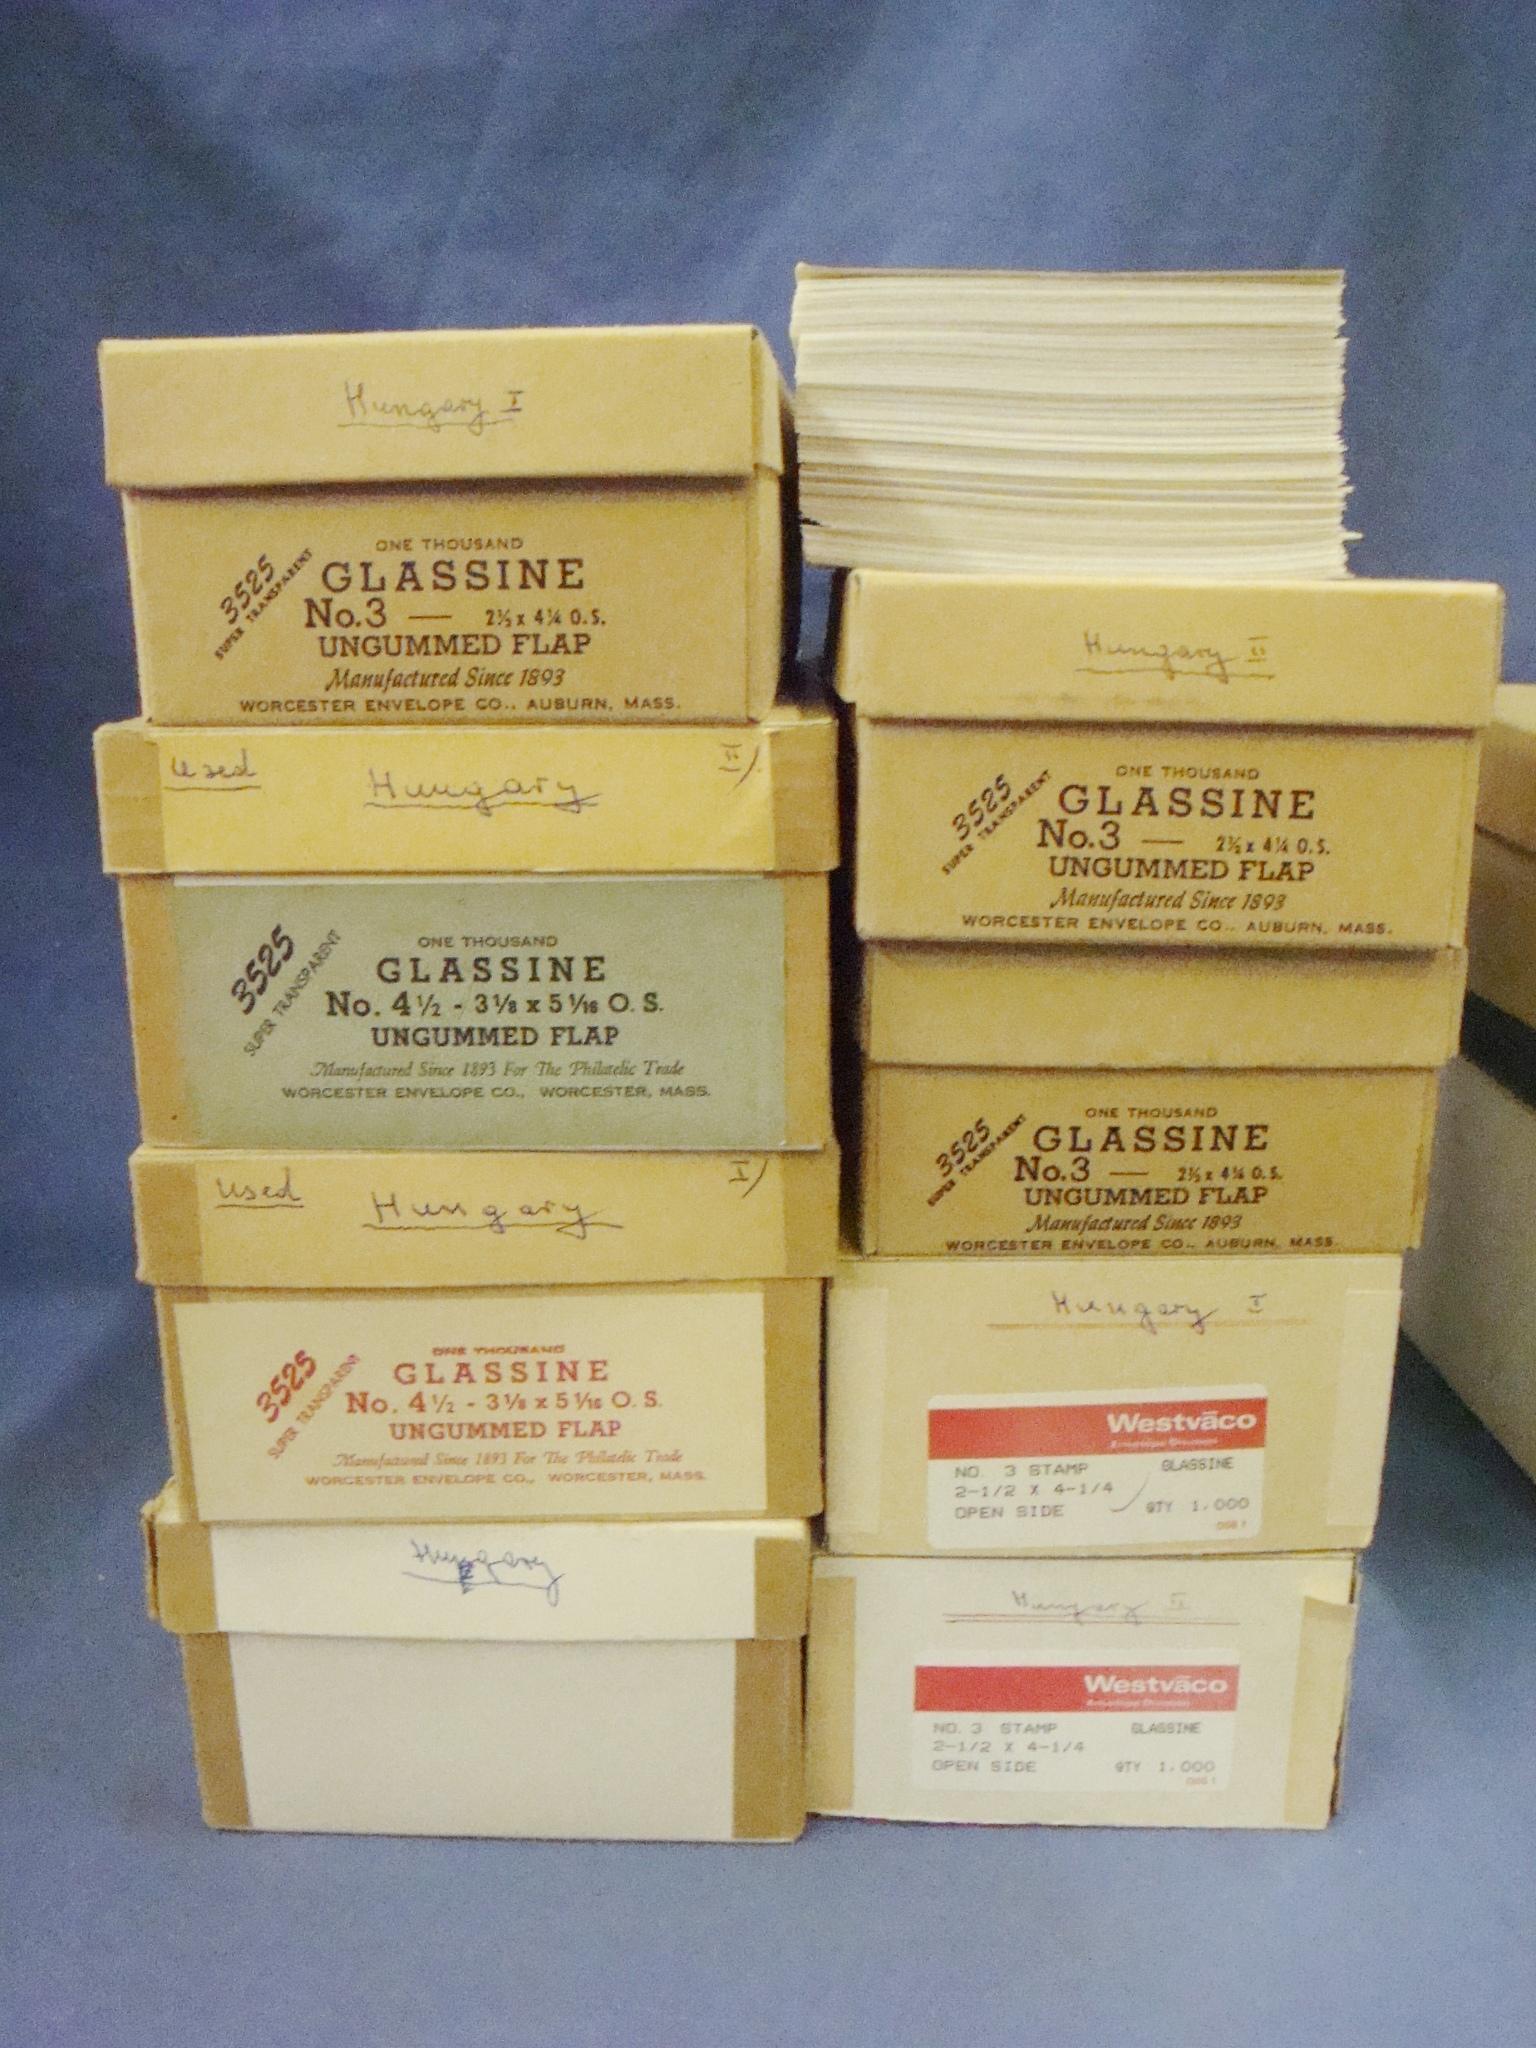 Hungary I
ONE THOUSAND
GLASSINE
No. 3 — 2½ x 4¼ O.S.
UNGUMMED FLAP
Manufactured Since 1893
WORCESTER ENVELOPE CO., AUBURN, MASS.
3525
SUPER TRANSPARENT
Used Hungary II)
ONE THOUSAND
GLASSINE
No. 4½ - 3⅛ x 5 1/16 O. S.
UNGUMMED FLAP
Manufactured Since 1893 For The Philatelic Trade
WORCESTER ENVELOPE CO., WORCESTER, MASS.
3525
SUPER TRANSPARENT
Used Hungary I)
ONE THOUSAND
GLASSINE
No. 4½ - 3⅛ x 5 1/16 O. S.
UNGUMMED FLAP
Manufactured Since 1893 For The Philatelic Trade
WORCESTER ENVELOPE CO., WORCESTER, MASS.
3525
SUPER TRANSPARENT
Hungary
Hungary II
ONE THOUSAND
GLASSINE
No. 3 — 2½ x 4¼ O.S.
UNGUMMED FLAP
Manufactured Since 1893
WORCESTER ENVELOPE CO., AUBURN, MASS.
3525
SUPER TRANSPARENT
ONE THOUSAND
GLASSINE
No. 3 — 2½ x 4¼ O.S.
UNGUMMED FLAP
Manufactured Since 1893
WORCESTER ENVELOPE CO., AUBURN, MASS.
3525
SUPER TRANSPARENT
Hungary I
Westvāco
Envelope Division
NO. 3 STAMP GLASSINE
2-1/2 X 4-1/4
OPEN SIDE QTY 1,000
Hungary II
Westvāco
Envelope Division
NO. 3 STAMP GLASSINE
2-1/2 X 4-1/4
OPEN SIDE QTY 1,000